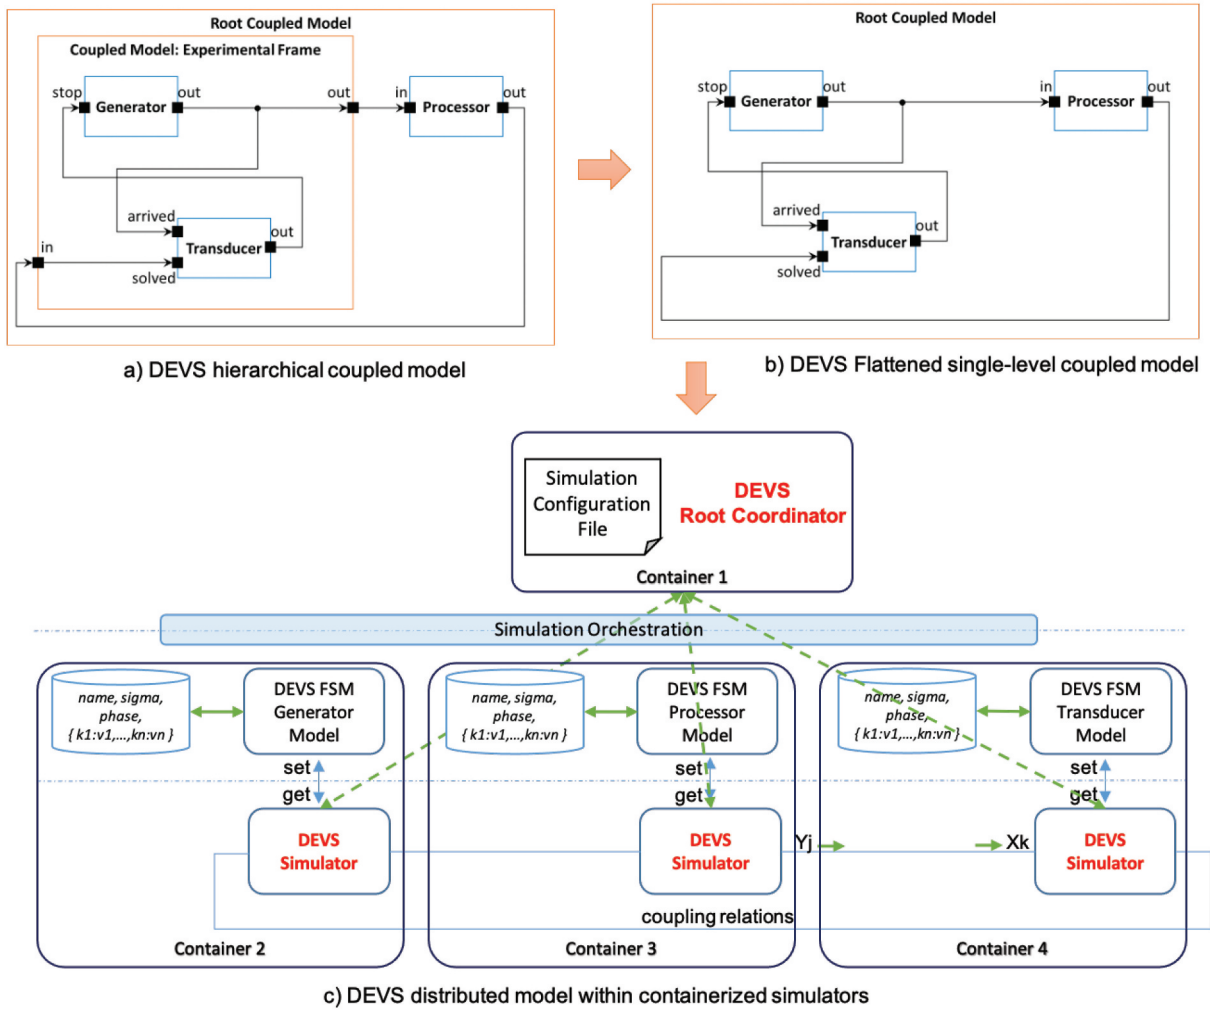 Root Coupled Model
Coupled Model: Experimental Frame
stop
Generator
out
out
in
Processor
out
arrived
Transducer
out
in
solved
a) DEVS hierarchical coupled model
Root Coupled Model
stop
Generator
out
in
Processor
out
arrived
Transducer
out
solved
b) DEVS Flattened single-level coupled model
Simulation
Configuration
File
DEVS
Root Coordinator
Container 1
Simulation Orchestration
name, sigma,
phase,
{ k1:v1,...,kn:vn }
DEVS FSM
Generator
Model
set
get
DEVS
Simulator
Container 2
name, sigma,
phase,
{ k1:v1,...,kn:vn }
DEVS FSM
Processor
Model
set
get
DEVS
Simulator
Yj
coupling relations
Container 3
name, sigma,
phase,
{ k1:v1,...,kn:vn }
DEVS FSM
Transducer
Model
set
get
Xk
DEVS
Simulator
Container 4
c) DEVS distributed model within containerized simulators